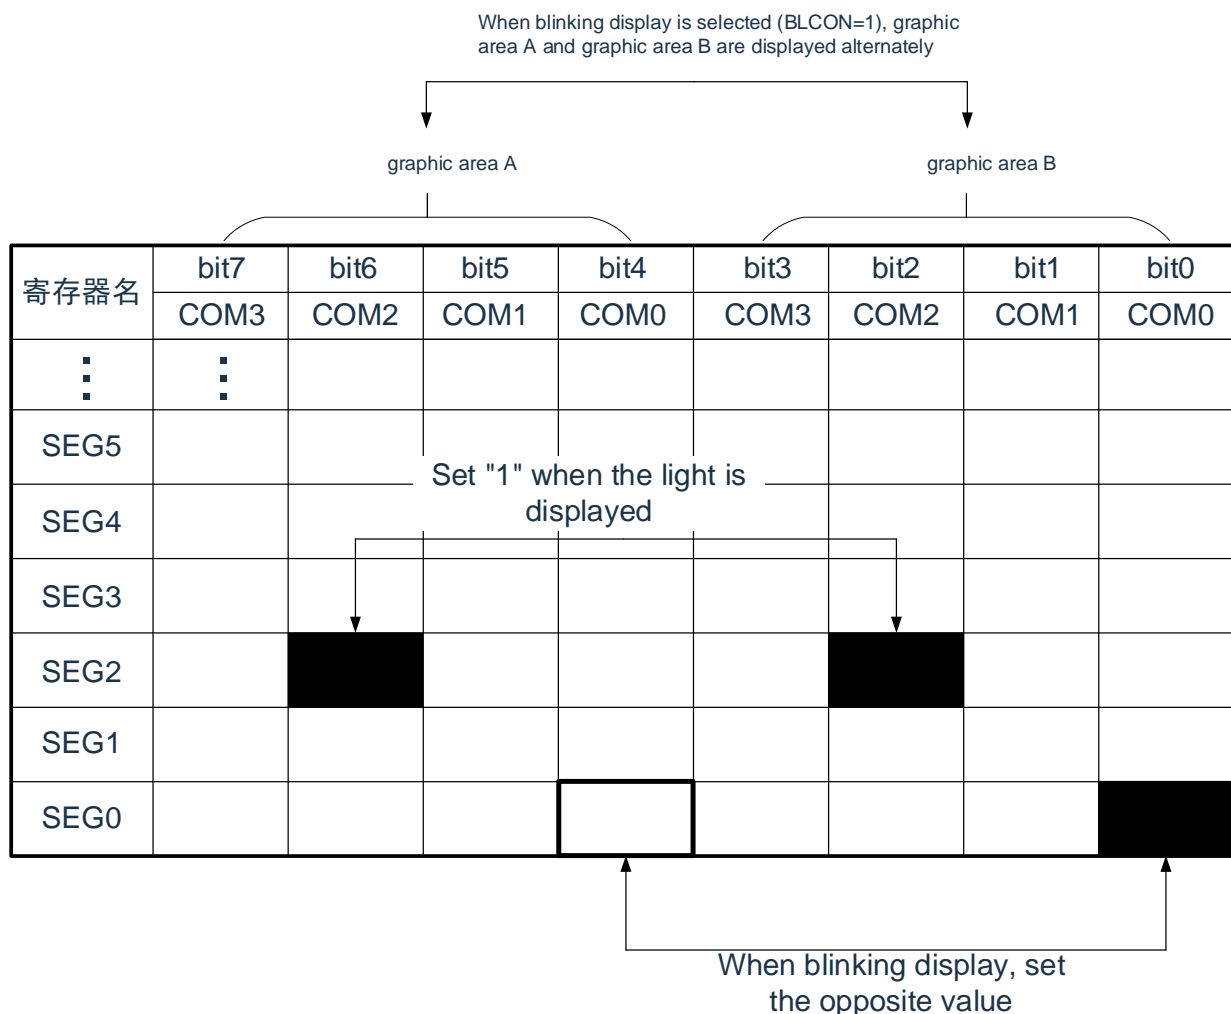 When blinking display is selected (BLCON=1), graphic
area A and graphic area B are displayed alternately
graphic area A
graphic area B
寄存器名
bit7 bit6 bit5 bit4 bit3 bit2 bit1 bit0
COM3 COM2 COM1 COM0 COM3 COM2 COM1 COM0
SEG5
Set "1" when the light is
displayed
SEG4
SEG3
SEG2
SEG1
SEG0
When blinking display, set
the opposite value